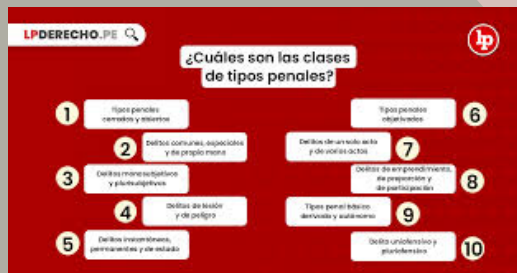 LPDERECHO.PE
lp
¿Cuáles son las clases
de tipos penales?
1
Tipos penales
cerrados y abiertos
2
Delitos comunes, especiales
y de propia mano
3
Delitos monosubjetivos
y plurisubjetivos
4
Delitos de lesión
y de peligro
5
Delitos instantáneos,
permanentes y de estado
6
Tipos penales
objetivados
7
Delitos de un solo acto
y de varios actos
8
Delitos de emprendimiento,
de preparación y
de participación
9
Tipos penal básico
derivado y autónomo
10
Delito uniofensivo y
pluriofensivo